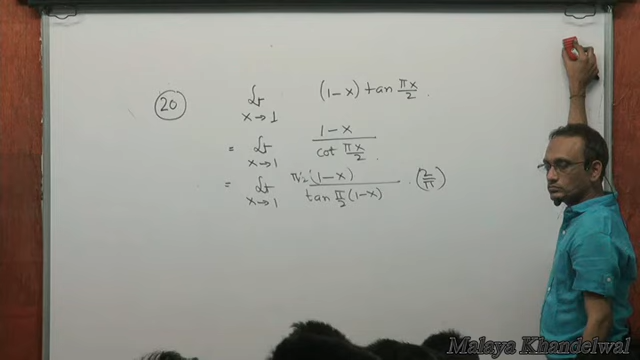 20 Lt x→1 (1-x) tan πx/2
= Lt x→1 (1-x)/(cot πx/2)
= Lt x→1 (π/2 (1-x))/(tan π/2 (1-x)) . (2/π)
Malaya Khandelwal